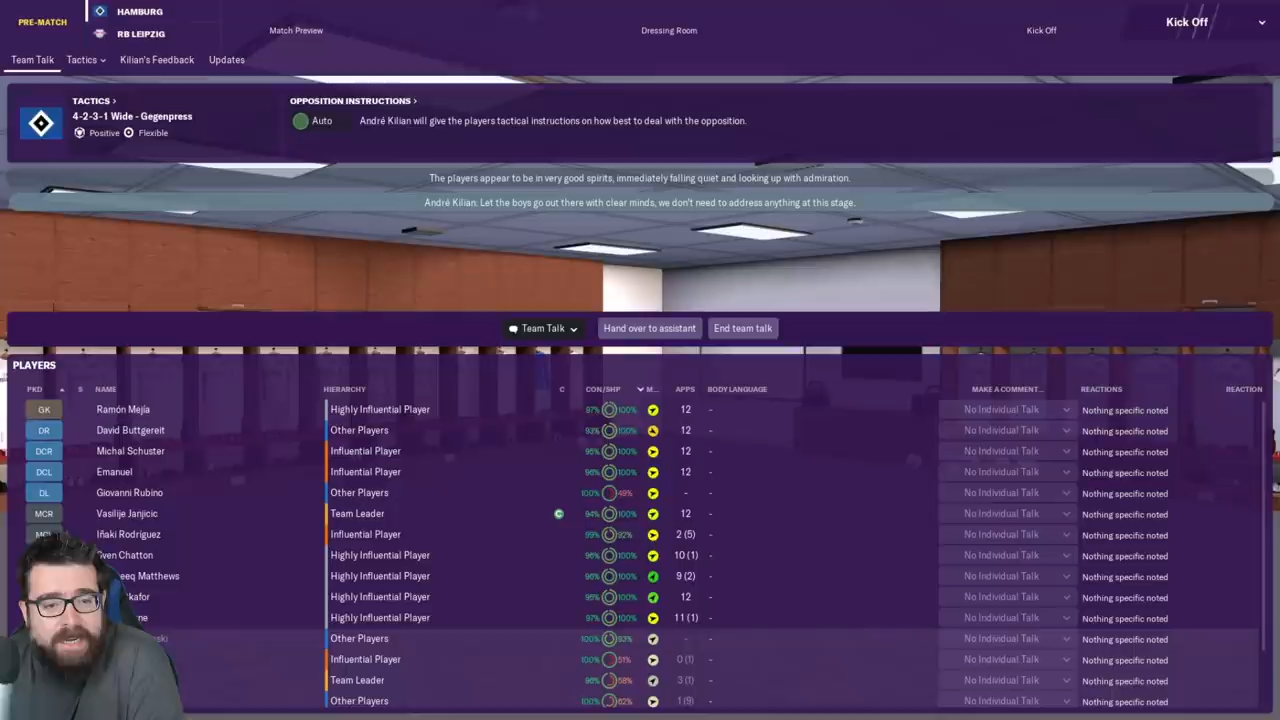 PRE-MATCH
HAMBURG
RB LEIPZIG
Match Preview
Dressing Room
Kick Off
Kick Off
Team Talk
Tactics
Kilian's Feedback
Updates
TACTICS >
4-2-3-1 Wide - Gegenpress
Positive
Flexible
OPPOSITION INSTRUCTIONS >
Auto
André Kilian will give the players tactical instructions on how best to deal with the opposition.
The players appear to be in very good spirits, immediately falling quiet and looking up with admiration.
André Kilian: Let the boys go out there with clear minds, we don't need to address anything at this stage.
Team Talk
Hand over to assistant
End team talk
PLAYERS
PKD S NAME HIERARCHY C CON/SHP M... APPS BODY LANGUAGE MAKE A COMMENT... REACTIONS REACTION
GK Ramón Mejía Highly Influential Player 97% 100% 12 - No Individual Talk Nothing specific noted
DR David Buttgereit Other Players 93% 100% 12 - No Individual Talk Nothing specific noted
DCR Michal Schuster Influential Player 95% 100% 12 - No Individual Talk Nothing specific noted
DCL Emanuel Influential Player 96% 100% 12 - No Individual Talk Nothing specific noted
DL Giovanni Rubino Other Players 100% 49% - - No Individual Talk Nothing specific noted
MCR Vasilije Janjicic Team Leader C 94% 100% 12 - No Individual Talk Nothing specific noted
Iñaki Rodríguez Influential Player 99% 92% 2 (5) - No Individual Talk Nothing specific noted
Sven Chatton Highly Influential Player 96% 100% 10 (1) - No Individual Talk Nothing specific noted
eeq Matthews Highly Influential Player 96% 100% 9 (2) - No Individual Talk Nothing specific noted
kafor Highly Influential Player 95% 100% 12 - No Individual Talk Nothing specific noted
ne Highly Influential Player 97% 100% 11 (1) - No Individual Talk Nothing specific noted
ski Other Players 100% 93% - - No Individual Talk Nothing specific noted
Influential Player 100% 51% 0 (1) - No Individual Talk Nothing specific noted
Team Leader 96% 58% 3 (1) - No Individual Talk Nothing specific noted
Other Players 100% 62% 1 (9) - No Individual Talk Nothing specific noted